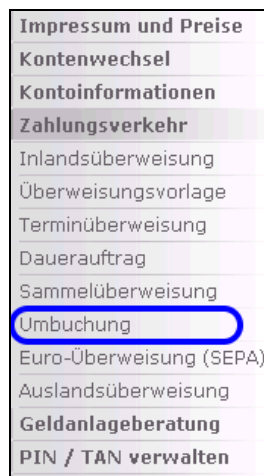 Impressum und Preise
Kontenwechsel
Kontoinformationen
Zahlungsverkehr
Inlandsüberweisung
Überweisungsvorlage
Terminüberweisung
Dauerauftrag
Sammelüberweisung
Umbuchung
Euro-Überweisung (SEPA)
Auslandsüberweisung
Geldanlageberatung
PIN / TAN verwalten